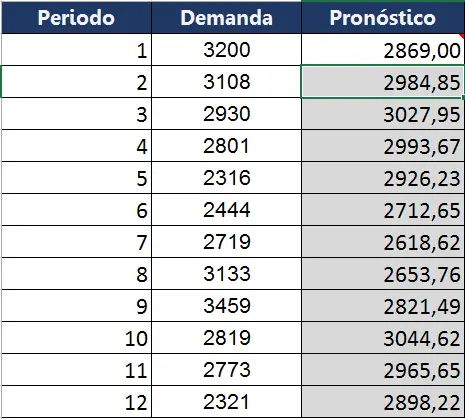 Periodo Demanda Pronóstico
1 3200 2869,00
2 3108 2984,85
3 2930 3027,95
4 2801 2993,67
5 2316 2926,23
6 2444 2712,65
7 2719 2618,62
8 3133 2653,76
9 3459 2821,49
10 2819 3044,62
11 2773 2965,65
12 2321 2898,22